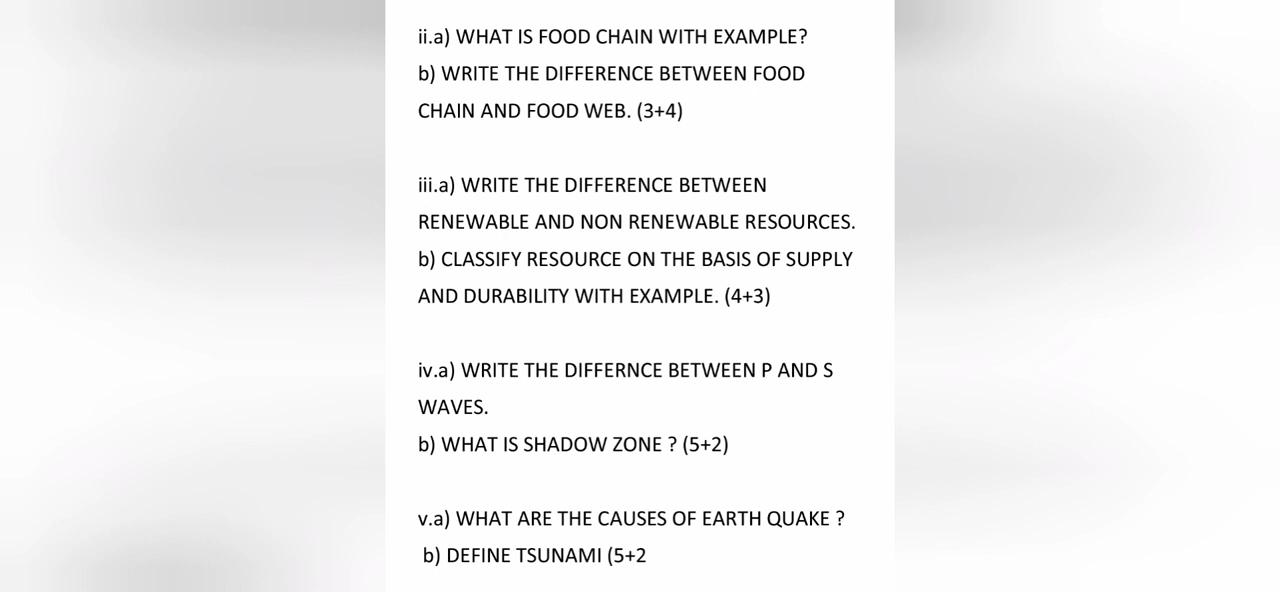 ii.a) WHAT IS FOOD CHAIN WITH EXAMPLE?
b) WRITE THE DIFFERENCE BETWEEN FOOD
CHAIN AND FOOD WEB. (3+4)
iii.a) WRITE THE DIFFERENCE BETWEEN
RENEWABLE AND NON RENEWABLE RESOURCES.
b) CLASSIFY RESOURCE ON THE BASIS OF SUPPLY
AND DURABILITY WITH EXAMPLE. (4+3)
iv.a) WRITE THE DIFFERNCE BETWEEN P AND S
WAVES.
b) WHAT IS SHADOW ZONE ? (5+2)
v.a) WHAT ARE THE CAUSES OF EARTH QUAKE ?
b) DEFINE TSUNAMI (5+2